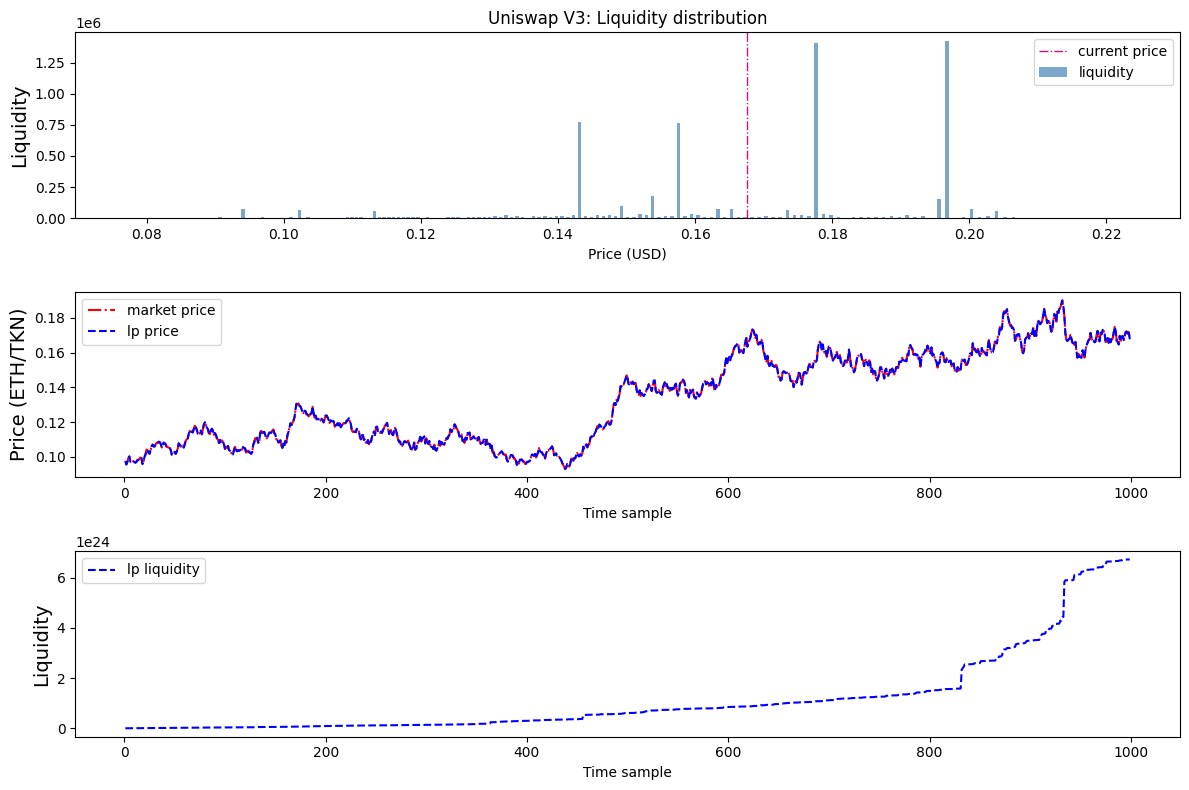 Uniswap V3: Liquidity distribution
1e6
1.25
1.00
0.75
0.50
0.25
0.00
Liquidity
current price
liquidity
0.08 0.10 0.12 0.14 0.16 0.18 0.20 0.22
Price (USD)
0.18
0.16
0.14
0.12
0.10
Price (ETH/TKN)
market price
lp price
0 200 400 600 800 1000
Time sample
1e24
6
4
2
0
Liquidity
lp liquidity
0 200 400 600 800 1000
Time sample